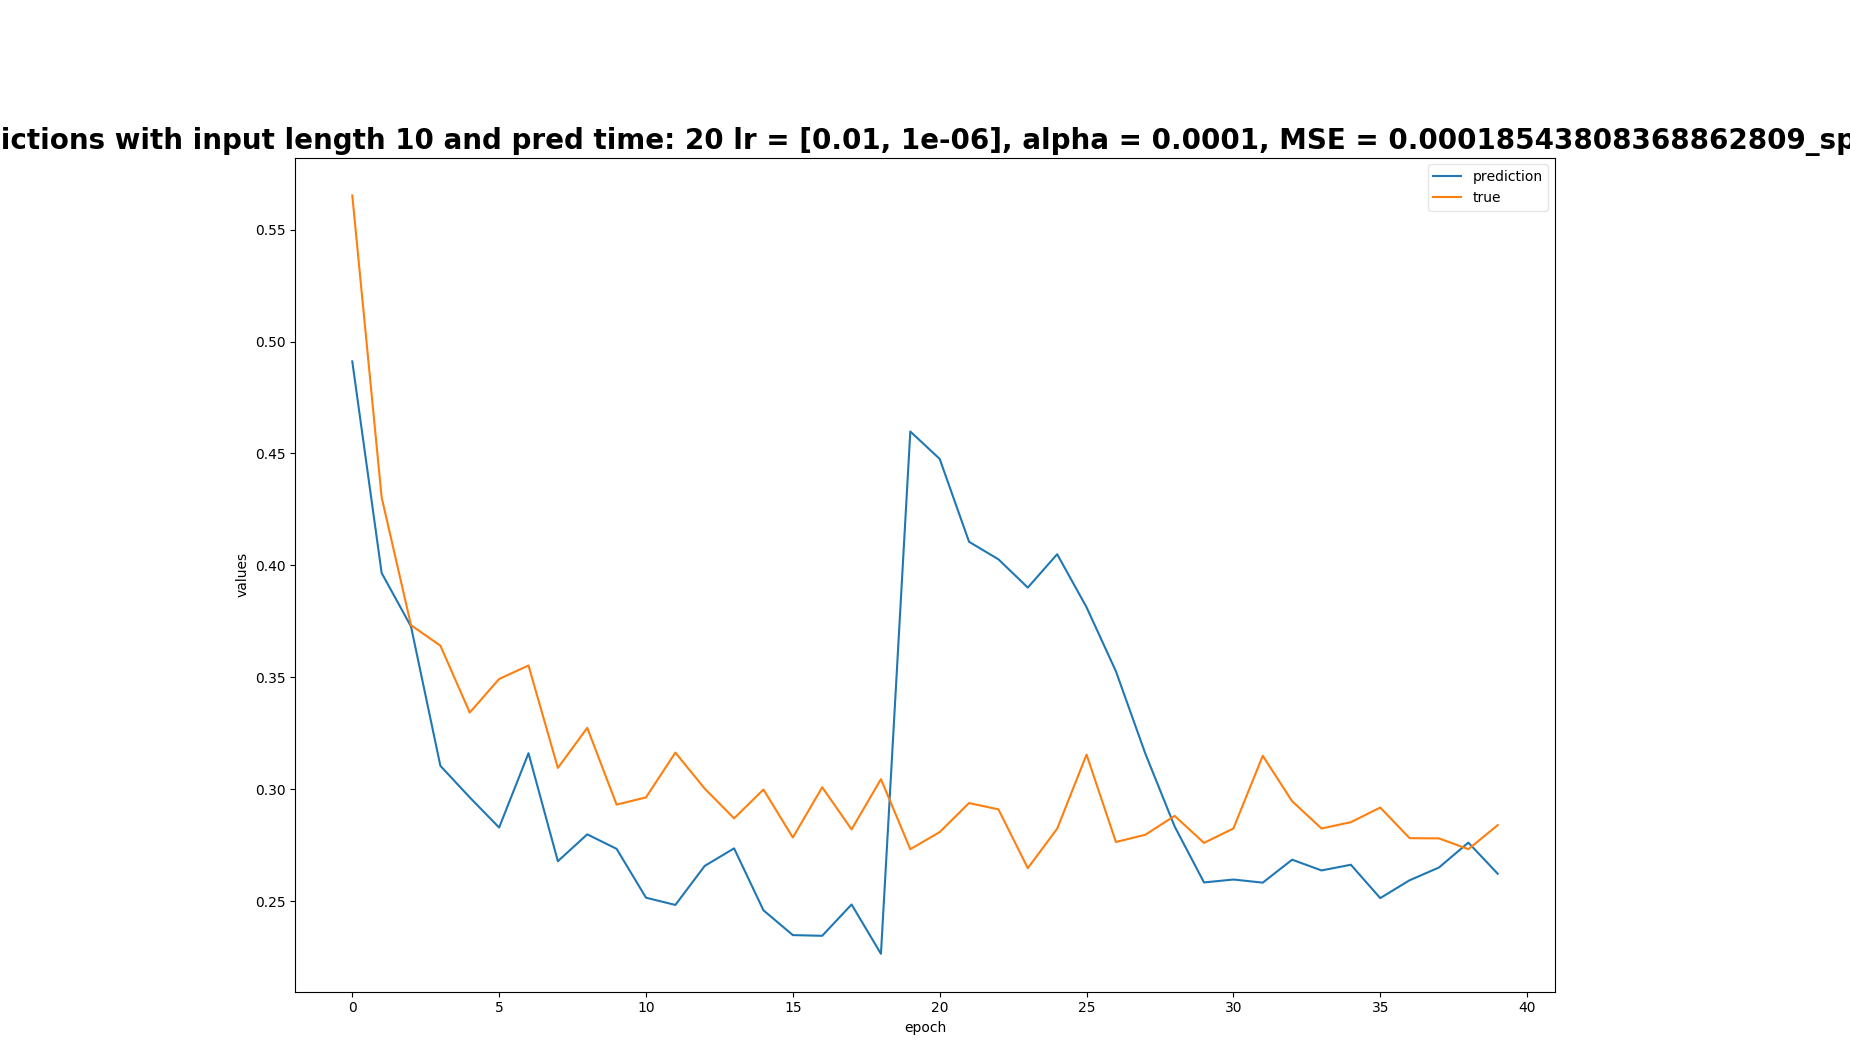 ictions with input length 10 and pred time: 20 lr = [0.01, 1e-06], alpha = 0.0001, MSE = 0.00018543808368862809_sp
prediction
true
0.55
0.50
0.45
0.40
0.35
0.30
0.25
values
0 5 10 15 20 25 30 35 40
epoch